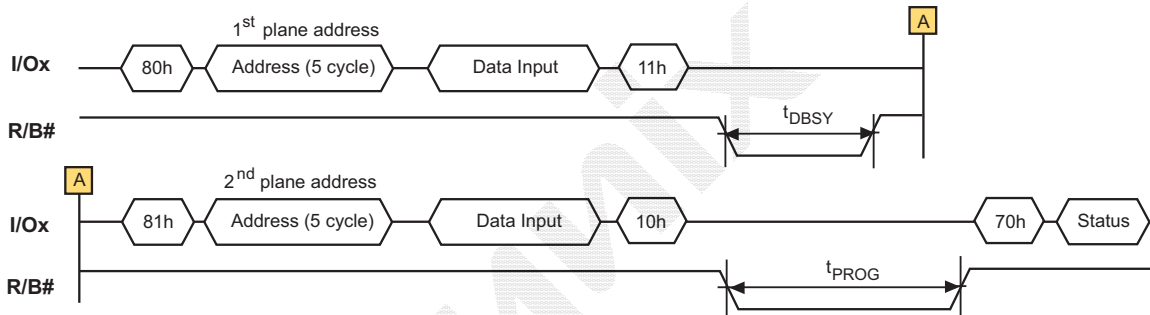 1st plane address
A
I/Ox
80h
Address (5 cycle)
Data Input
11h
R/B#
tDBSY
A
2nd plane address
I/Ox
81h
Address (5 cycle)
Data Input
10h
70h
Status
R/B#
tPROG